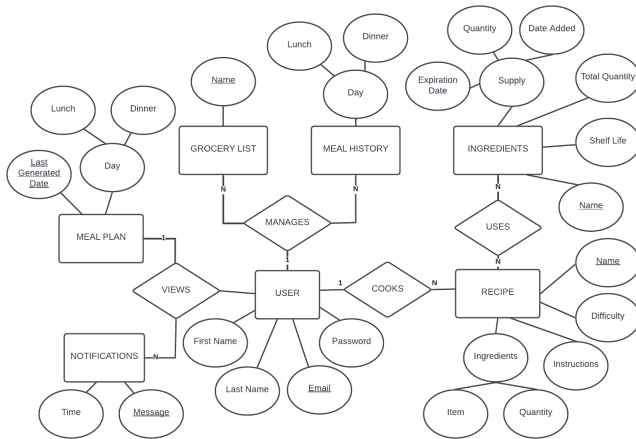 Quantity
Date Added
Lunch
Dinner
Expiration
Date
Supply
Total Quantity
Name
Day
Lunch
Dinner
GROCERY LIST
MEAL HISTORY
INGREDIENTS
Shelf Life
Last
Generated
Date
Day
N
N
N
Name
MEAL PLAN
1
MANAGES
USES
1
N
Name
VIEWS
USER
1
COOKS
N
RECIPE
Difficulty
NOTIFICATIONS
N
First Name
Password
Ingredients
Instructions
Last Name
Email
Time
Message
Item
Quantity